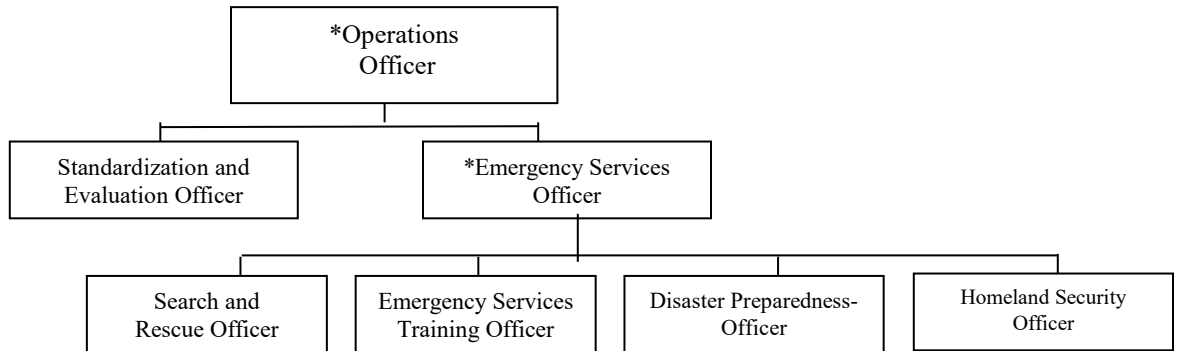 *Operations
Officer
Standardization and
Evaluation Officer
*Emergency Services
Officer
Search and
Rescue Officer
Emergency Services
Training Officer
Disaster Preparedness-
Officer
Homeland Security
Officer